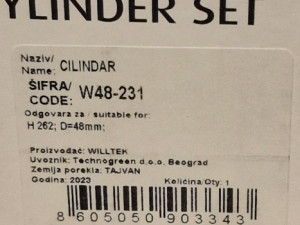 YLINDER SET
Naziv/
Name: CILINDAR
ŠIFRA/
CODE: W48-231
Odgovara za / suitable for:
H 262; D=48mm;
Proizvođač: WILLTEK
Uvoznik: Technogreen d.o.o. Beograd
Zemlja porekla: TAJVAN
Godina: 2023 Količina/Qty: 1
8 605050 903343